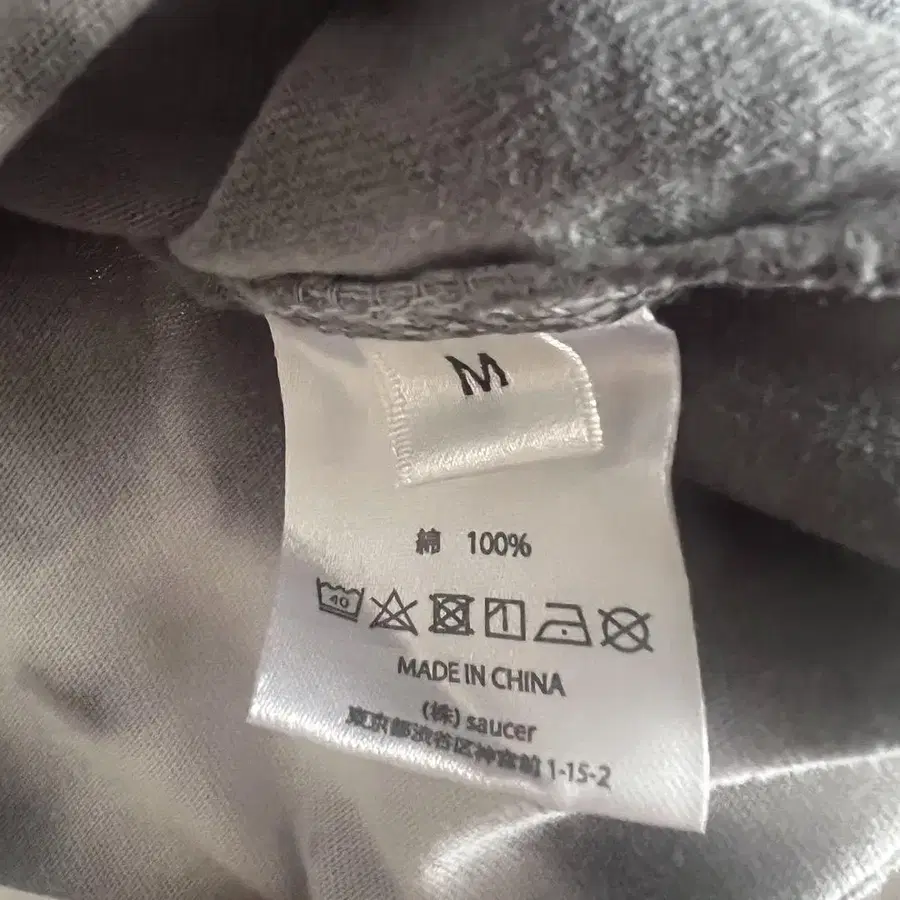 M
綿 100%
40
MADE IN CHINA
(株) saucer
東京都渋谷区神宮前 1-15-2